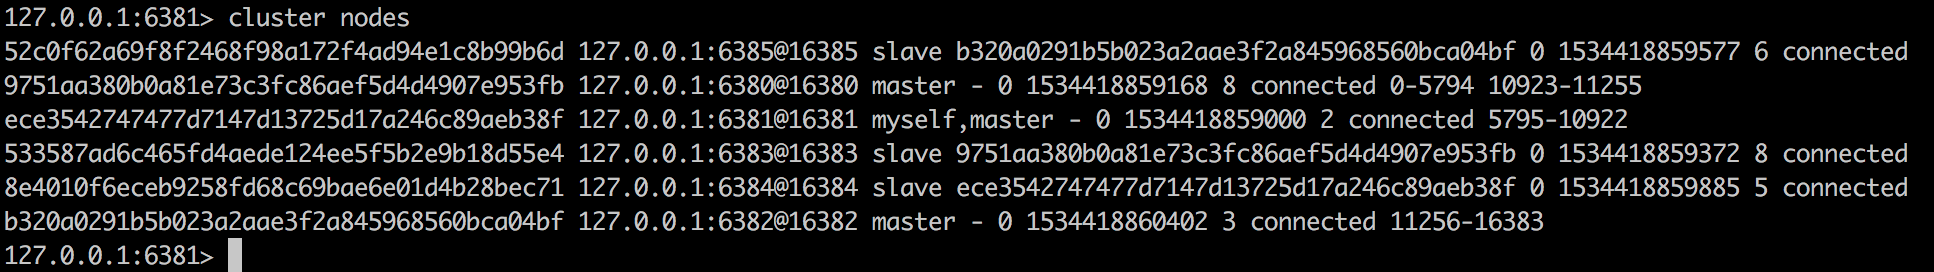 127.0.0.1:6381> cluster nodes
52c0f62a69f8f2468f98a172f4ad94e1c8b99b6d 127.0.0.1:6385@16385 slave b320a0291b5b023a2aae3f2a845968560bca04bf 0 1534418859577 6 connected
9751aa380b0a81e73c3fc86aef5d4d4907e953fb 127.0.0.1:6380@16380 master - 0 1534418859168 8 connected 0-5794 10923-11255
ece3542747477d7147d13725d17a246c89aeb38f 127.0.0.1:6381@16381 myself,master - 0 1534418859000 2 connected 5795-10922
533587ad6c465fd4aede124ee5f5b2e9b18d55e4 127.0.0.1:6383@16383 slave 9751aa380b0a81e73c3fc86aef5d4d4907e953fb 0 1534418859372 8 connected
8e4010f6eceb9258fd68c69bae6e01d4b28bec71 127.0.0.1:6384@16384 slave ece3542747477d7147d13725d17a246c89aeb38f 0 1534418859885 5 connected
b320a0291b5b023a2aae3f2a845968560bca04bf 127.0.0.1:6382@16382 master - 0 1534418860402 3 connected 11256-16383
127.0.0.1:6381>